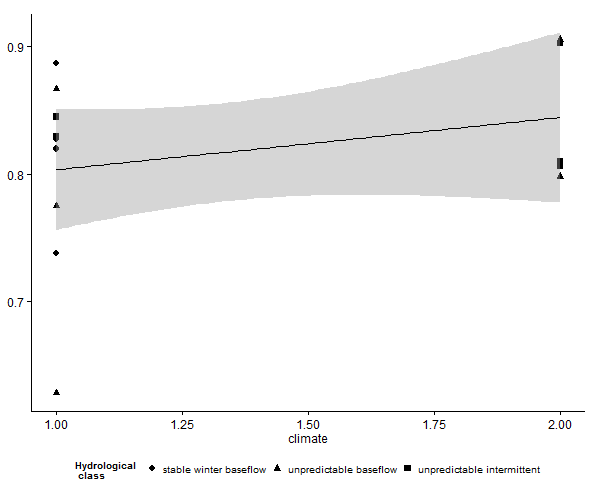 0.9
0.8
0.7
1.00 1.25 1.50 1.75 2.00
climate
Hydrological class stable winter baseflow unpredictable baseflow unpredictable intermittent